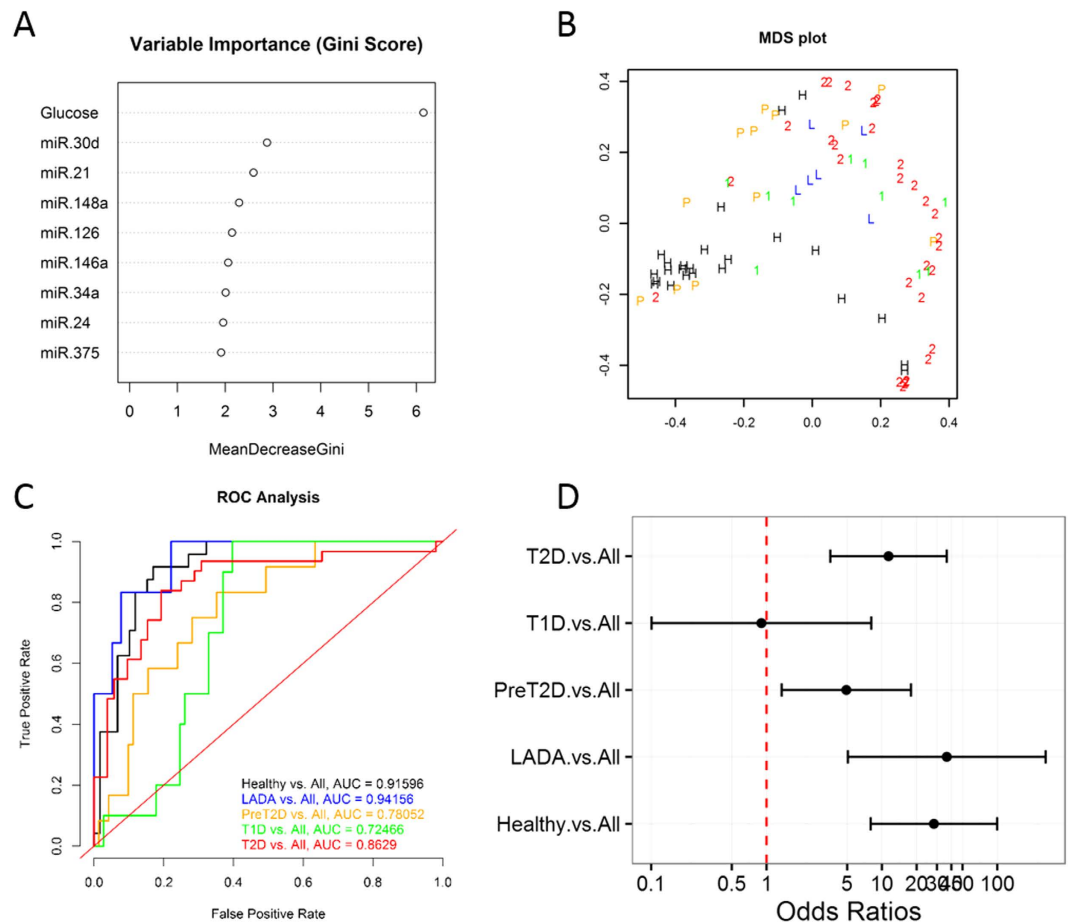 A
Variable Importance (Gini Score)
Glucose
miR.30d
miR.21
miR.148a
miR.126
miR.146a
miR.34a
miR.24
miR.375
0 1 2 3 4 5 6
MeanDecreaseGini
B
MDS plot
0.4
0.2
0.0
-0.2
-0.4
-0.4 -0.2 0.0 0.2 0.4
C
ROC Analysis
True Positive Rate
1.0
0.8
0.6
0.4
0.2
0.0
Healthy vs. All, AUC = 0.91596
LADA vs. All, AUC = 0.94156
PreT2D vs. All, AUC = 0.78052
T1D vs. All, AUC = 0.72466
T2D vs. All, AUC = 0.8629
0.0 0.2 0.4 0.6 0.8 1.0
False Positive Rate
D
T2D.vs.All
T1D.vs.All
PreT2D.vs.All
LADA.vs.All
Healthy.vs.All
0.1 0.5 1 5 10 20 30 40 50 100
Odds Ratios